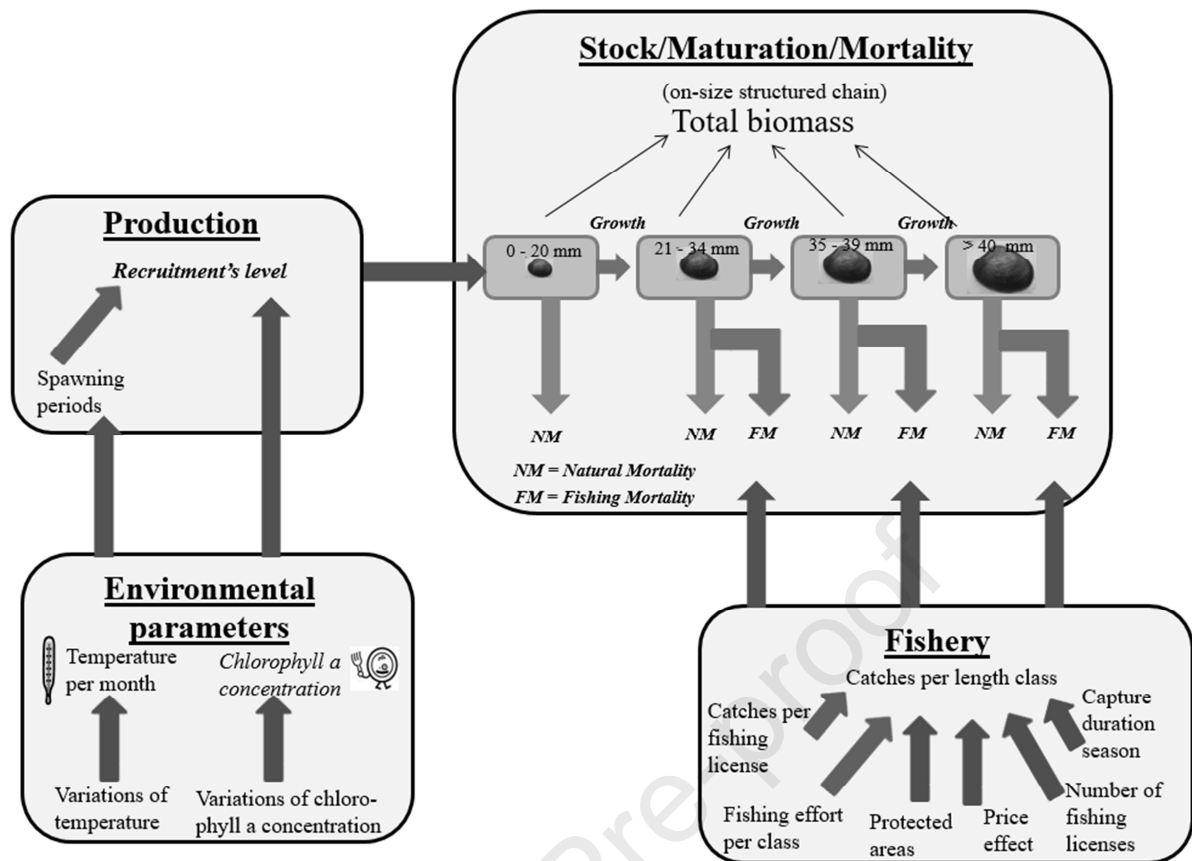 Stock/Maturation/Mortality
(on-size structured chain)
Total biomass
Growth
Growth
Growth
0 - 20 mm
21 - 34 mm
35 - 39 mm
> 40 mm
NM
NM
FM
NM
FM
NM
FM
NM = Natural Mortality
FM = Fishing Mortality
Production
Recruitment's level
Spawning
periods
Environmental
parameters
Temperature
per month
Chlorophyll a
concentration
Variations of
temperature
Variations of chloro-
phyll a concentration
Fishery
Catches per length class
Catches per
fishing
license
Capture
duration
season
Fishing effort
per class
Protected
areas
Price
effect
Number of
fishing
licenses
Pre-proof